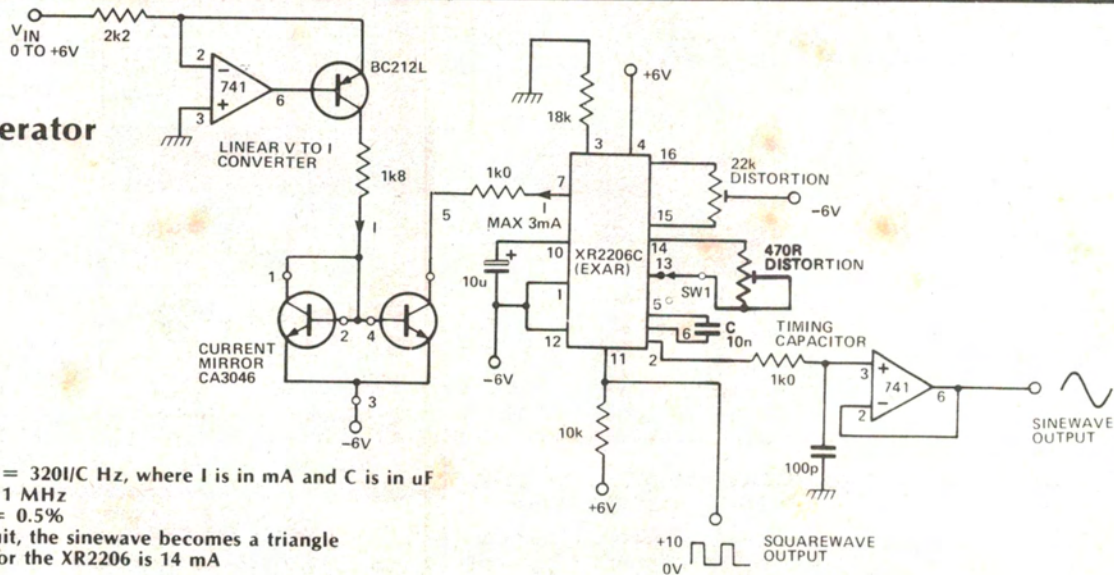 V IN
0 TO +6V
2k2
2
3
741
6
BC212L
erator
LINEAR V TO I
CONVERTER
1k8
I
1
2
4
5
CURRENT
MIRROR
CA3046
3
-6V
1k0
7
I
MAX 3mA
18k
3
4
+6V
16
22k
DISTORTION
-6V
15
14
470R
DISTORTION
13
SW1
XR2206C
(EXAR)
10
10u
1
12
-6V
11
5
6
2
C
10n
TIMING
CAPACITOR
1k0
3
741
6
2
100p
SINEWAVE
OUTPUT
10k
+6V
+10
0V
SQUAREWAVE
OUTPUT
= 320I/C Hz, where I is in mA and C is in uF
1 MHz
= 0.5%
uit, the sinewave becomes a triangle
or the XR2206 is 14 mA